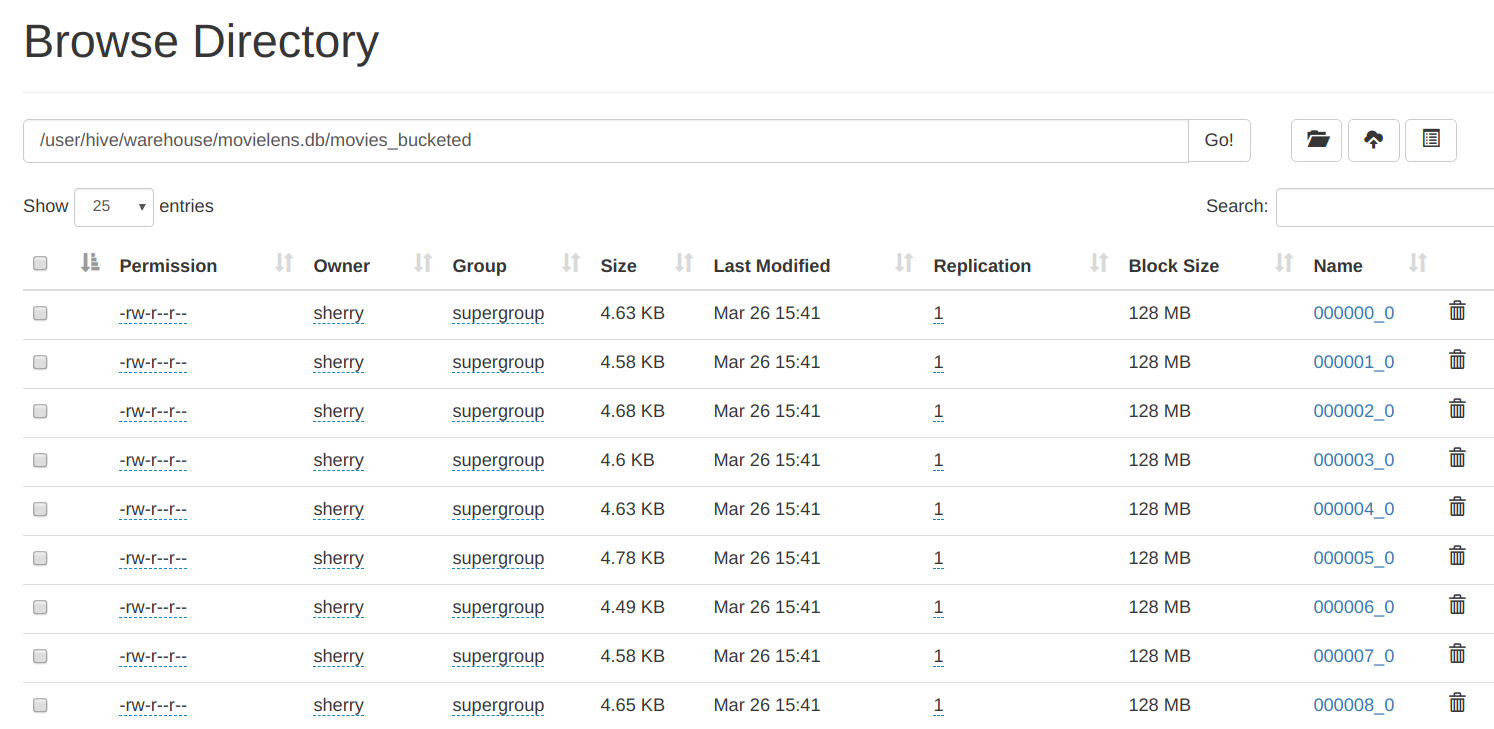 Browse Directory
/user/hive/warehouse/movielens.db/movies_bucketed Go!
Show 25 entries Search:
Permission Owner Group Size Last Modified Replication Block Size Name
-rw-r--r-- sherry supergroup 4.63 KB Mar 26 15:41 1 128 MB 000000_0
-rw-r--r-- sherry supergroup 4.58 KB Mar 26 15:41 1 128 MB 000001_0
-rw-r--r-- sherry supergroup 4.68 KB Mar 26 15:41 1 128 MB 000002_0
-rw-r--r-- sherry supergroup 4.6 KB Mar 26 15:41 1 128 MB 000003_0
-rw-r--r-- sherry supergroup 4.63 KB Mar 26 15:41 1 128 MB 000004_0
-rw-r--r-- sherry supergroup 4.78 KB Mar 26 15:41 1 128 MB 000005_0
-rw-r--r-- sherry supergroup 4.49 KB Mar 26 15:41 1 128 MB 000006_0
-rw-r--r-- sherry supergroup 4.58 KB Mar 26 15:41 1 128 MB 000007_0
-rw-r--r-- sherry supergroup 4.65 KB Mar 26 15:41 1 128 MB 000008_0